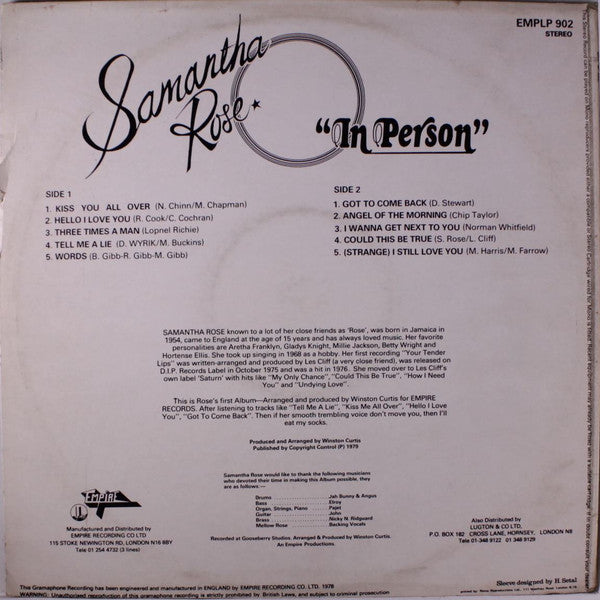 EMPLP 902
STEREO
Samantha
Rose
"In Person"
SIDE 1
1. KISS YOU ALL OVER (N. Chinn/M. Chapman)
2. HELLO I LOVE YOU (R. Cook/C. Cochran)
3. THREE TIMES A MAN (Lopnel Richie)
4. TELL ME A LIE (D. WYRIK/M. Buckins)
5. WORDS (B. Gibb-R. Gibb-M. Gibb)
SIDE 2
1. GOT TO COME BACK (D. Stewart)
2. ANGEL OF THE MORNING (Chip Taylor)
3. I WANNA GET NEXT TO YOU (Norman Whitfield)
4. COULD THIS BE TRUE (S. Rose/L. Cliff)
5. (STRANGE) I STILL LOVE YOU (M. Harris/M. Farrow)
SAMANTHA ROSE known to a lot of her close friends as 'Rose', was born in Jamaica in
1954, came to England at the age of 15 years and has always loved music. Her favorite
personalities are Aretha Franklyn, Gladys Knight, Millie Jackson, Betty Wright and
Hortense Ellis. She took up singing in 1968 as a hobby. Her first recording "Your Tender
Lips" was written-arranged and produced by Les Cliff (a very close friend), was released on
D.I.P. Records Label in October 1975 and was a hit in 1976. She moved over to Les Cliff's
own label 'Saturn' with hits like "My Only Chance", "Could This Be True", "How I Need
You" and "Undying Love".
This is Rose's first Album—Arranged and produced by Winston Curtis for EMPIRE
RECORDS. After listening to tracks like "Tell Me A Lie", "Kiss Me All Over", "Hello I Love
You", "Got To Come Back". Then if her smooth trembling voice don't move you, then I'll
eat my socks.
Produced and Arranged by Winston Curtis
Published by Copyright Control (P) 1979
Samantha Rose would like to thank the following musicians
who devoted their time in making this Album possible, they
are as follows:—
Drums Jah Bunny & Angus
Bass Elroy
Organ, Strings, Piano Pajet
Guitar John
Brass Nicky N. Ridguard
Mellow Rose Backing Vocals
Recorded at Gooseberry Studios. Arranged & Produced by Winston Curtis.
An Empire Productions
EMPIRE
Manufactured and Distributed by
EMPIRE RECORDING CO LTD
115 STOKE NEWINGTON RD, LONDON N16 8BY
Tel 01 254 4732 (3 lines)
Also Distributed by
LUGTON & CO LTD.
P.O. BOX 182 CROSS LANE, HORNSEY, LONDON N8
Tel: 01-348 9122 01-348 9129
This Gramophone Recording has been engineered and manufactured in ENGLAND by EMPIRE RECORDING CO. LTD. 1978
WARNING: Unauthorised reproduction of this gramophone recording is strictly prohibited by British Laws, and subject to criminal prosecution
Sleeve designed by H. Setal